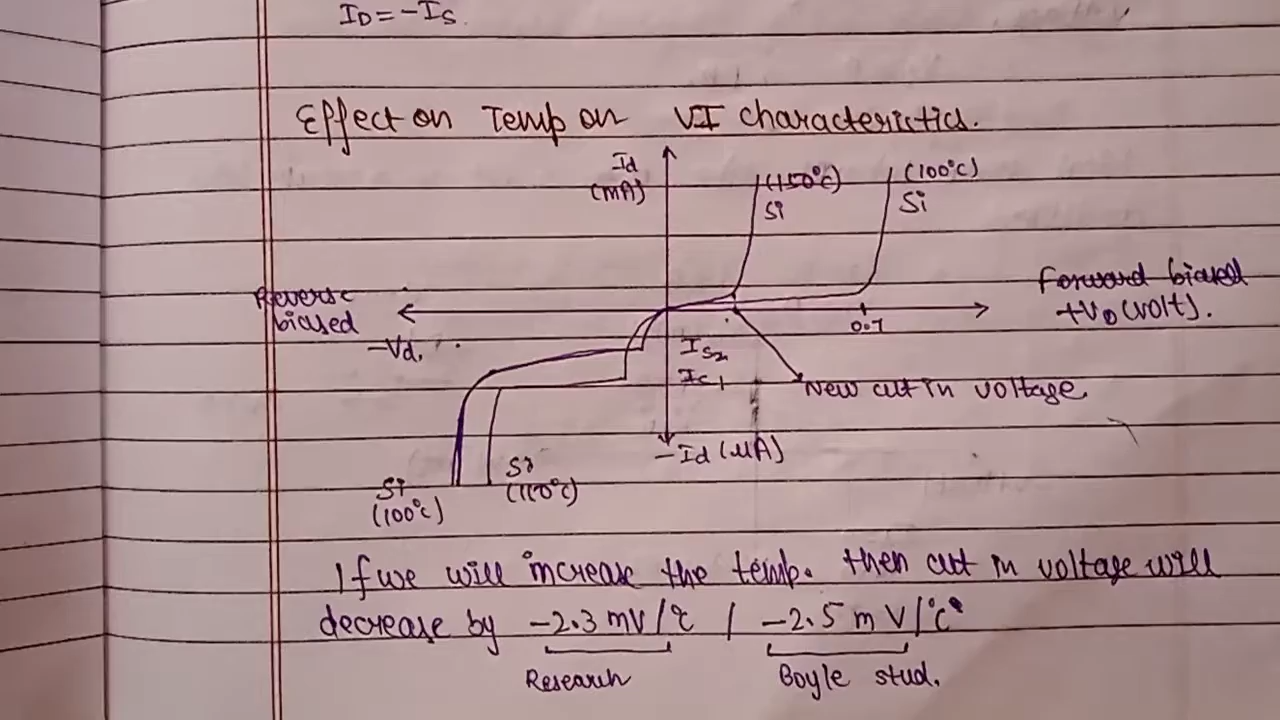 ID = -IS.
Effect on Temp on VI characteristics.
Id
(MA)
(150°C)
Si
(100°C)
Si
Reverse
biased
-Vd.
Forward biased
+VD (volt).
0.7
IS2
IC1
New cut in voltage
-Id (μA)
Si
(100°C)
Si
(110°C)
If we will increase the temp. then cut in voltage will
decrease by -2.3 mV/°C / -2.5 m V/°C
Research
Boyle stud.